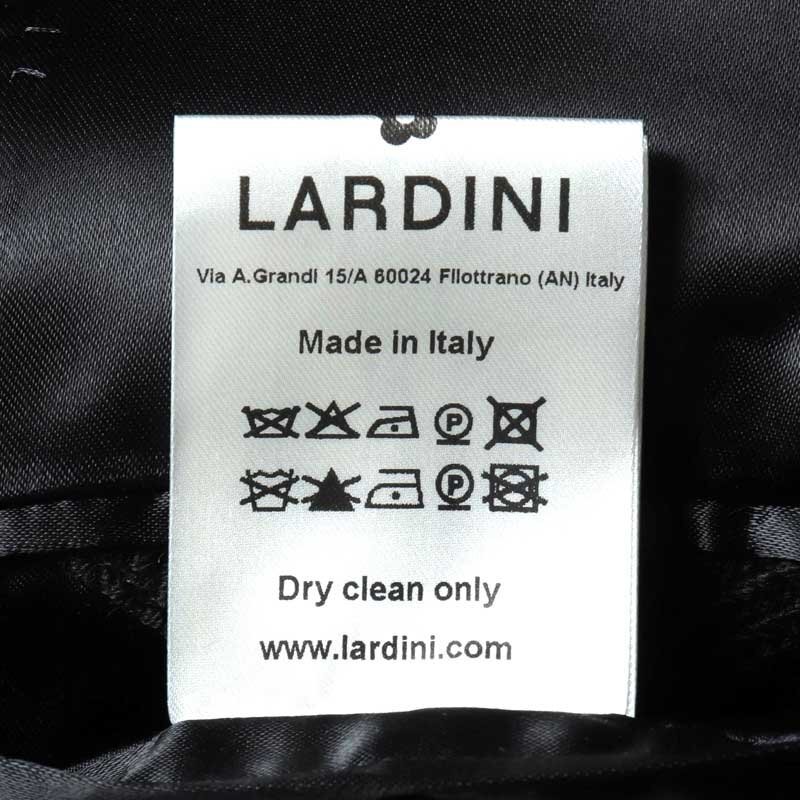 LARDINI
Via A.Grandi 15/A 60024 Filottrano (AN) Italy
Made in Italy
P
P
Dry clean only
www.lardini.com